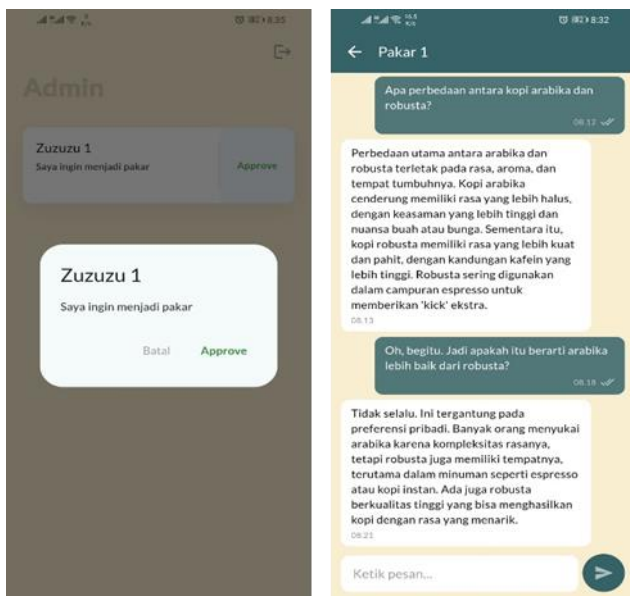 8:35
Admin
Zuzuzu 1
Saya ingin menjadi pakar
Approve
Zuzuzu 1
Saya ingin menjadi pakar
Batal Approve
8:32
Pakar 1
Apa perbedaan antara kopi arabika dan
robusta?
08.12
Perbedaan utama antara arabika dan
robusta terletak pada rasa, aroma, dan
tempat tumbuhnya. Kopi arabika
cenderung memiliki rasa yang lebih halus,
dengan keasaman yang lebih tinggi dan
nuansa buah atau bunga. Sementara itu,
kopi robusta memiliki rasa yang lebih kuat
dan pahit, dengan kandungan kafein yang
lebih tinggi. Robusta sering digunakan
dalam campuran espresso untuk
memberikan 'kick' ekstra.
08.13
Oh, begitu. Jadi apakah itu berarti arabika
lebih baik dari robusta?
08.18
Tidak selalu. Ini tergantung pada
preferensi pribadi. Banyak orang menyukai
arabika karena kompleksitas rasanya,
tetapi robusta juga memiliki tempatnya,
terutama dalam minuman seperti espresso
atau kopi instan. Ada juga robusta
berkualitas tinggi yang bisa menghasilkan
kopi dengan rasa yang menarik.
08.21
Ketik pesan...